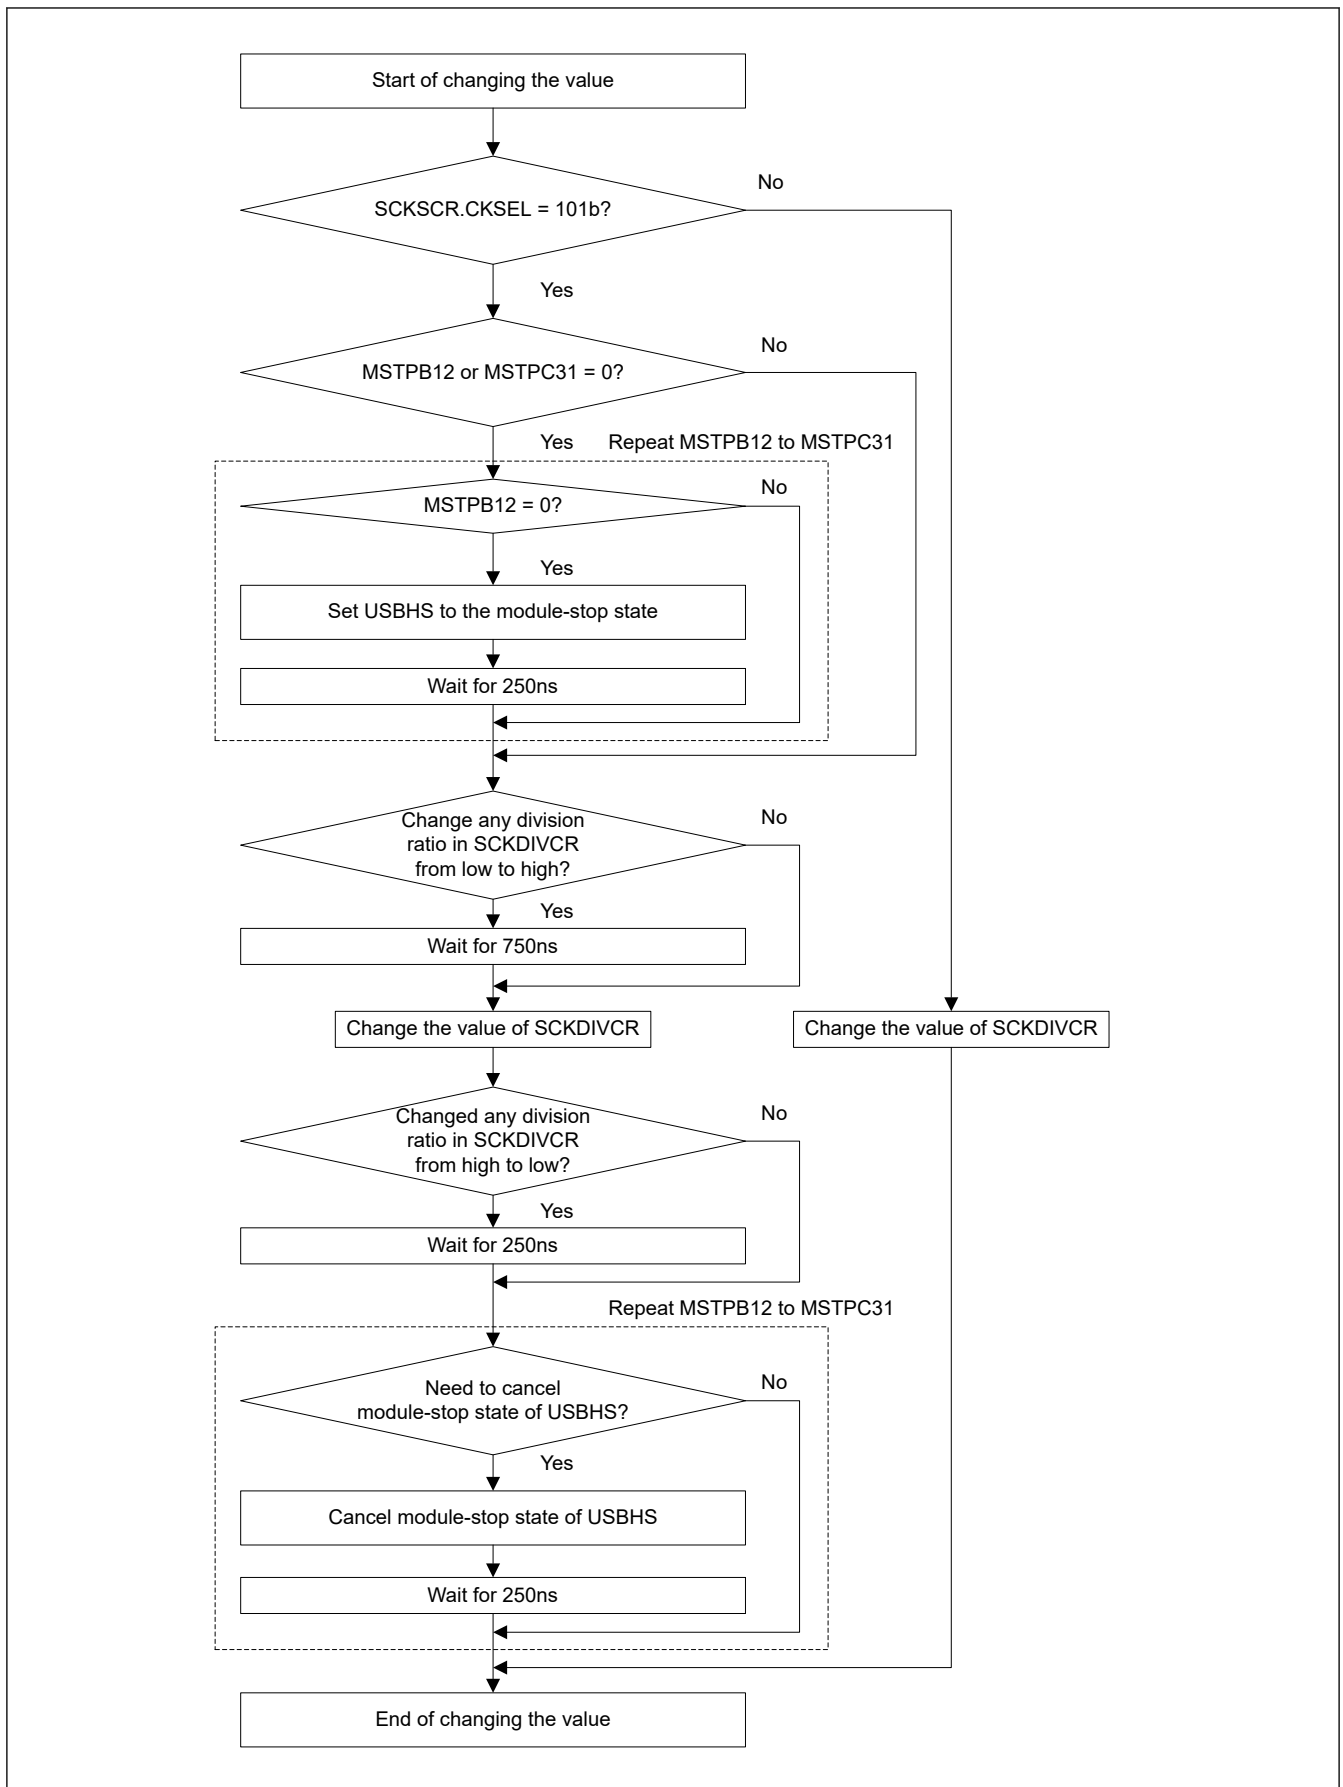 Start of changing the value
No
SCKSCR.CKSEL = 101b?
Yes
No
MSTPB12 or MSTPC31 = 0?
Yes
Repeat MSTPB12 to MSTPC31
No
MSTPB12 = 0?
Yes
Set USBHS to the module-stop state
Wait for 250ns
No
Change any division
ratio in SCKDIVCR
from low to high?
Yes
Wait for 750ns
Change the value of SCKDIVCR
Change the value of SCKDIVCR
No
Changed any division
ratio in SCKDIVCR
from high to low?
Yes
Wait for 250ns
Repeat MSTPB12 to MSTPC31
No
Need to cancel
module-stop state of USBHS?
Yes
Cancel module-stop state of USBHS
Wait for 250ns
End of changing the value